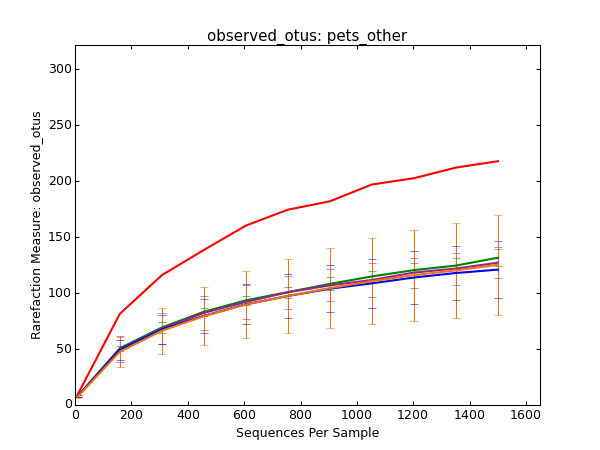 observed_otus: pets_other
Rarefaction Measure: observed_otus
300
250
200
150
100
50
0
0 200 400 600 800 1000 1200 1400 1600
Sequences Per Sample